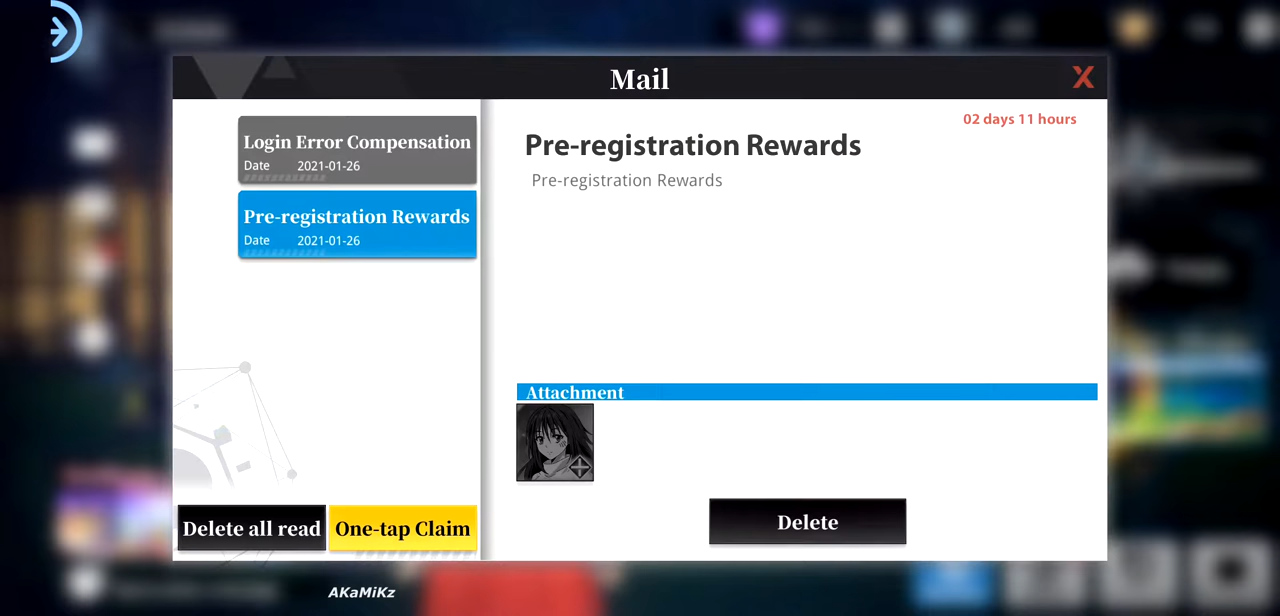 Mail
X
Login Error Compensation
Date 2021-01-26
Pre-registration Rewards
Date 2021-01-26
Delete all read
One-tap Claim
02 days 11 hours
Pre-registration Rewards
Pre-registration Rewards
Attachment
Delete
AKaMiKz